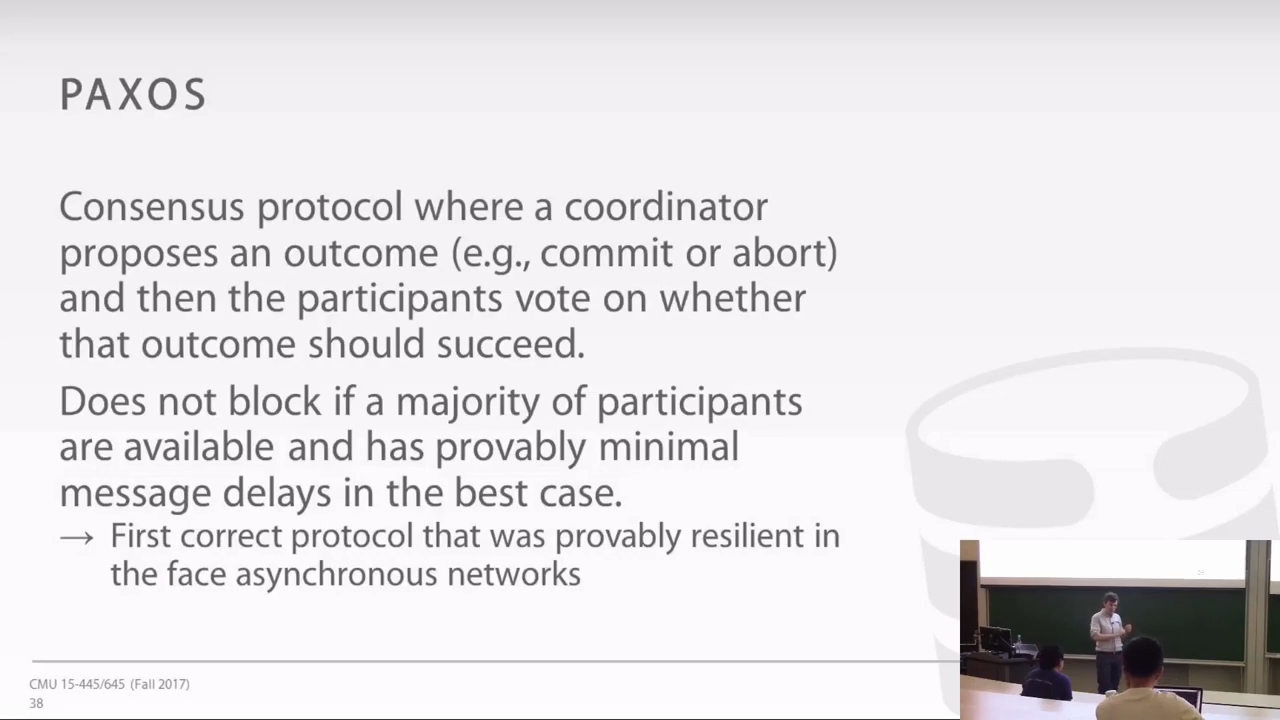 PAXOS
Consensus protocol where a coordinator
proposes an outcome (e.g., commit or abort)
and then the participants vote on whether
that outcome should succeed.
Does not block if a majority of participants
are available and has provably minimal
message delays in the best case.
→ First correct protocol that was provably resilient in
the face asynchronous networks
CMU 15-445/645 (Fall 2017)
38